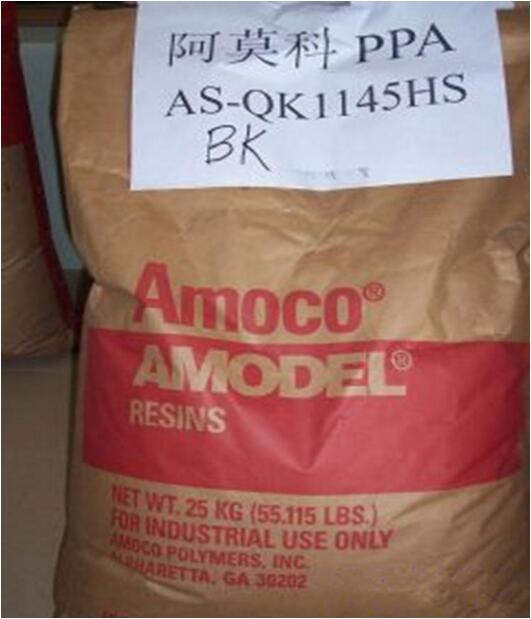 阿莫科 PPA
AS-QK1145HS
BK
Amoco®
AMODEL®
RESINS
NET WT. 25 KG (55.115 LBS.)
FOR INDUSTRIAL USE ONLY
AMOCO POLYMERS, INC.
ALPHARETTA, GA 30202